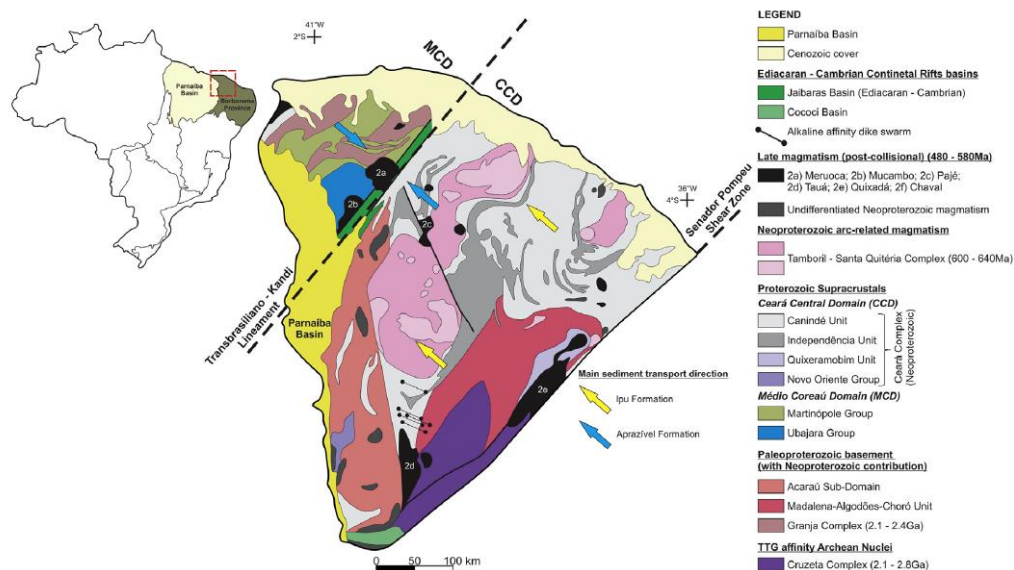 41°W
2°S
Parnaíba
Basin
Borborema
Province
MCD
CCD
36°W
4°S
Senador Pompeu
Shear Zone
Transbrasiliano - Kandi
Lineament
Parnaíba
Basin
2a
2b
2c
2d
2e
Main sediment transport direction
Ipu Formation
Aprazível Formation
0 50 100 km
LEGEND
Parnaíba Basin
Cenozoic cover
Ediacaran - Cambrian Continetal Rifts basins
Jaibaras Basin (Ediacaran - Cambrian)
Cococi Basin
Alkaline affinity dike swarm
Late magmatism (post-collisional) (480 - 580Ma)
2a) Meruoca; 2b) Mucambo; 2c) Pajé;
2d) Tauá; 2e) Quixadá; 2f) Chaval
Undifferentiated Neoproterozoic magmatism
Neoproterozoic arc-related magmatism
Tamboril - Santa Quitéria Complex (600 - 640Ma)
Proterozoic Supracrustals
Ceará Central Domain (CCD)
Canindé Unit
Independência Unit
Quixeramobim Unit
Novo Oriente Group
Ceará Complex
(Neoproterozoic)
Médio Coreaú Domain (MCD)
Martinópole Group
Ubajara Group
Paleoproterozoic basement
(with Neoproterozoic contribution)
Acaraú Sub-Domain
Madalena-Algodões-Choró Unit
Granja Complex (2.1 - 2.4Ga)
TTG affinity Archean Nuclei
Cruzeta Complex (2.1 - 2.8Ga)